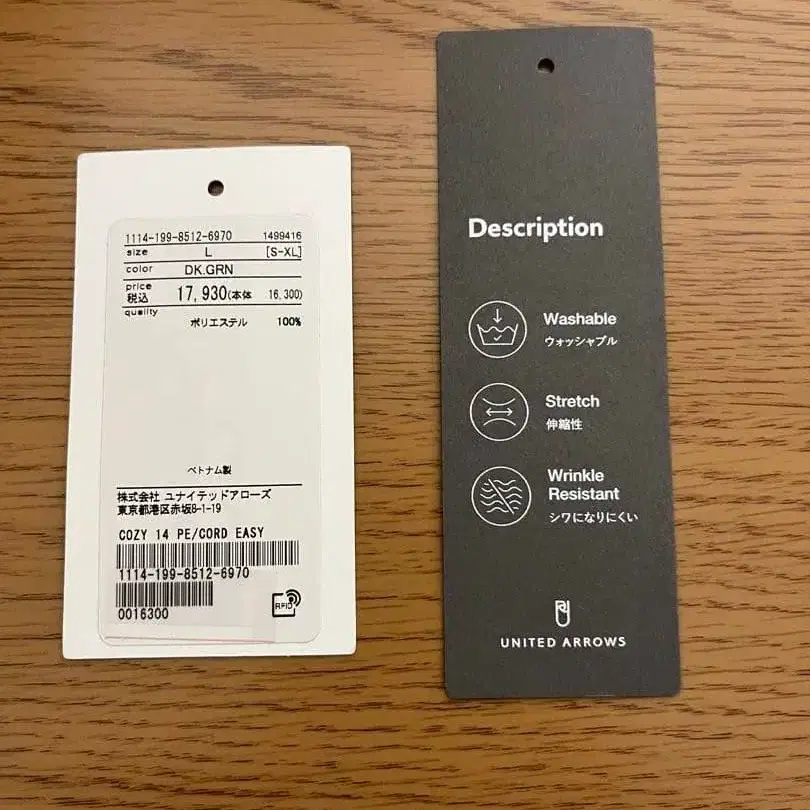 1114-199-8512-6970 1499416
size L [S-XL]
color DK.GRN
price
税込 17,930(本体 16,300)
quality
ポリエステル 100%
ベトナム製
株式会社 ユナイテッドアローズ
東京都港区赤坂8-1-19
COZY 14 PE/CORD EASY
1114-199-8512-6970
0016300
RFID
Description
Washable
ウォッシャブル
Stretch
伸縮性
Wrinkle
Resistant
シワになりにくい
UNITED ARROWS